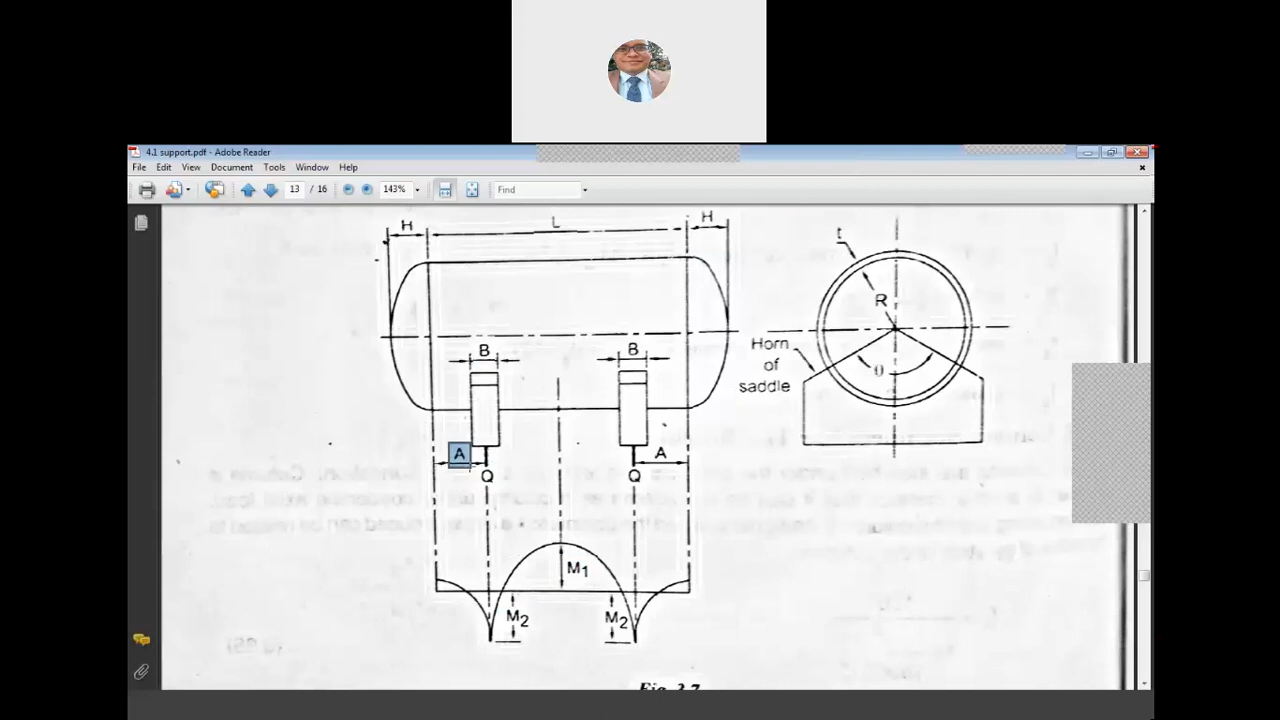 4.1 support.pdf - Adobe Reader
File Edit View Document Tools Window Help
13 / 16 143% Find
H L H
t
R
B B
Horn
of
saddle
θ
A A
Q Q
M1
M2 M2